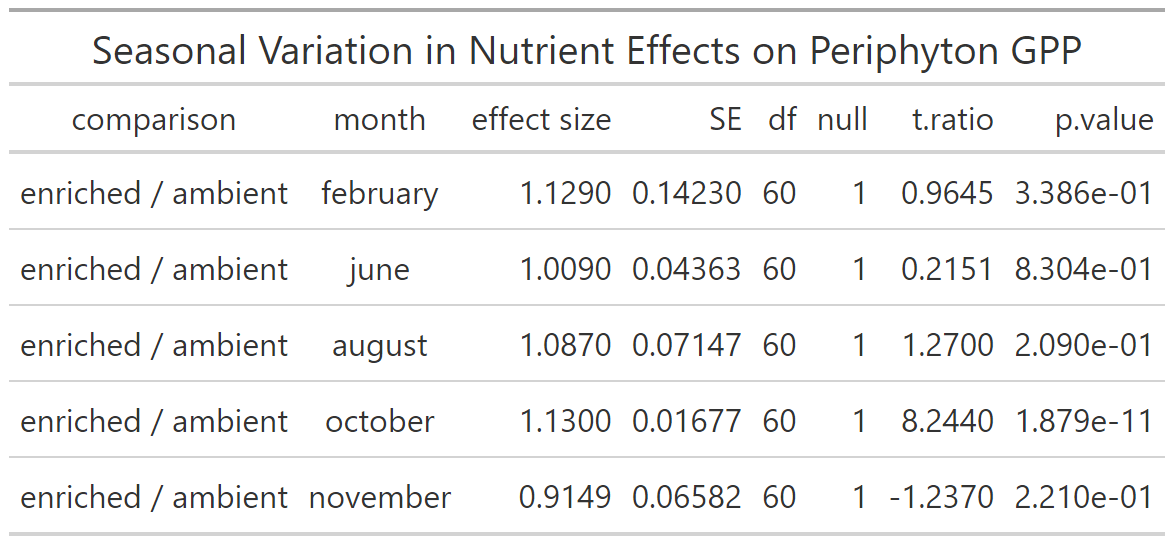 Seasonal Variation in Nutrient Effects on Periphyton GPP
comparison month effect size SE df null t.ratio p.value
enriched / ambient february 1.1290 0.14230 60 1 0.9645 3.386e-01
enriched / ambient june 1.0090 0.04363 60 1 0.2151 8.304e-01
enriched / ambient august 1.0870 0.07147 60 1 1.2700 2.090e-01
enriched / ambient october 1.1300 0.01677 60 1 8.2440 1.879e-11
enriched / ambient november 0.9149 0.06582 60 1 -1.2370 2.210e-01